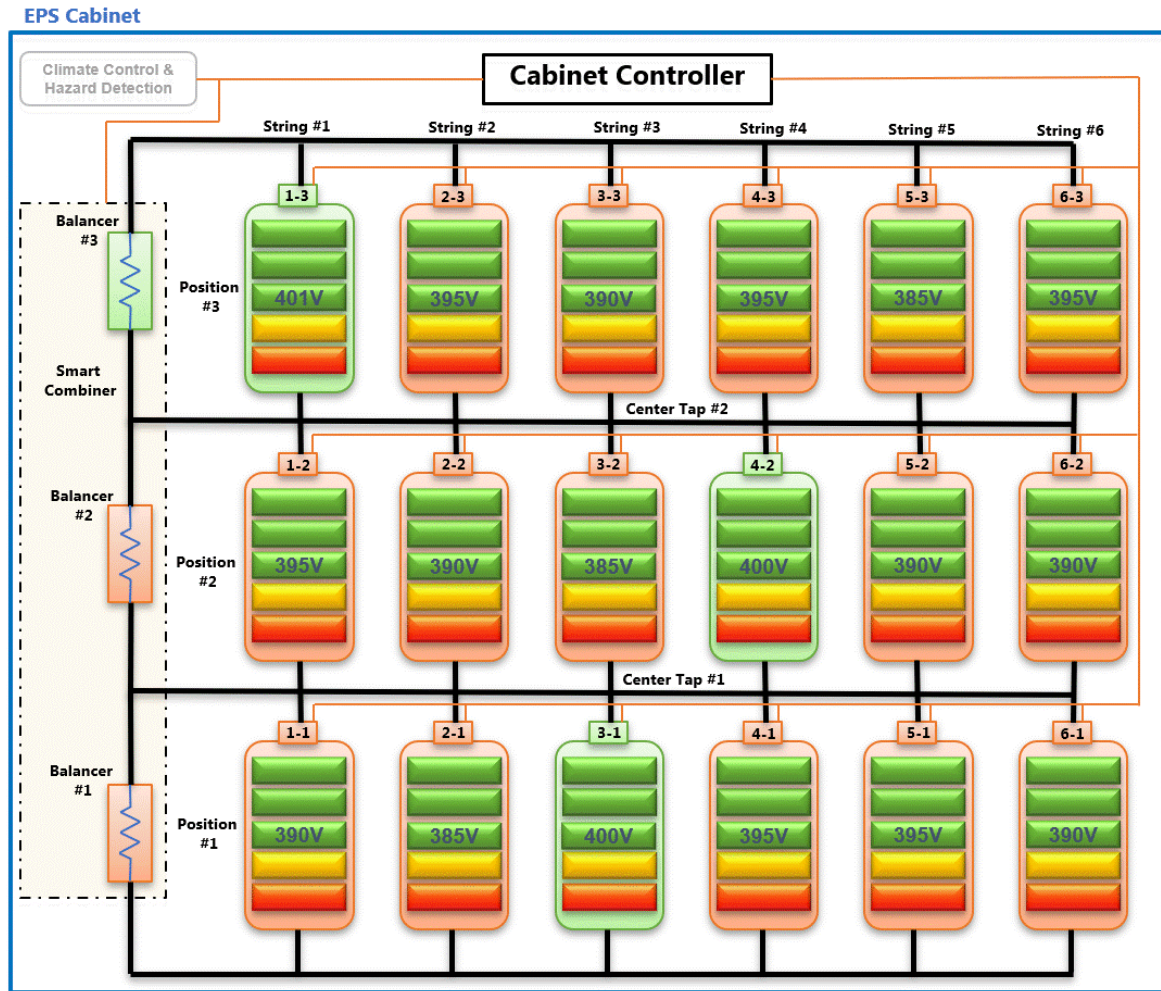 EPS Cabinet
Climate Control &
Hazard Detection
Cabinet Controller
String #1
String #2
String #3
String #4
String #5
String #6
1-3
2-3
3-3
4-3
5-3
6-3
Balancer
#3
Position
#3
401V
395V
390V
395V
385V
395V
Smart
Combiner
Center Tap #2
1-2
2-2
3-2
4-2
5-2
6-2
Balancer
#2
Position
#2
395V
390V
385V
400V
390V
390V
Center Tap #1
1-1
2-1
3-1
4-1
5-1
6-1
Balancer
#1
Position
#1
390V
385V
400V
395V
395V
390V